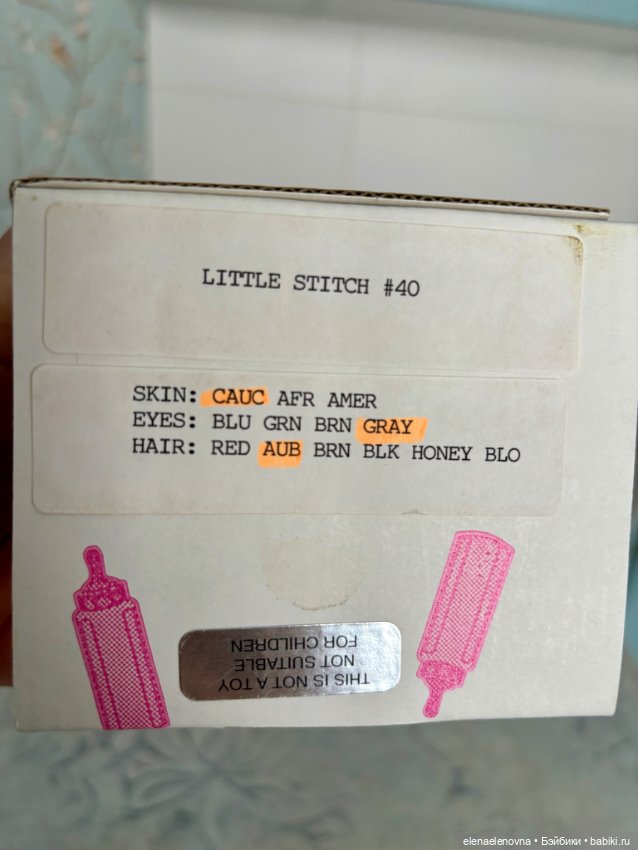 LITTLE STITCH #40
SKIN: CAUC AFR AMER
EYES: BLU GRN BRN GRAY
HAIR: RED AUB BRN BLK HONEY BLO
THIS IS NOT A TOY
NOT SUITABLE
FOR CHILDREN
elenaelenovna • Бэйбики • babiki.ru